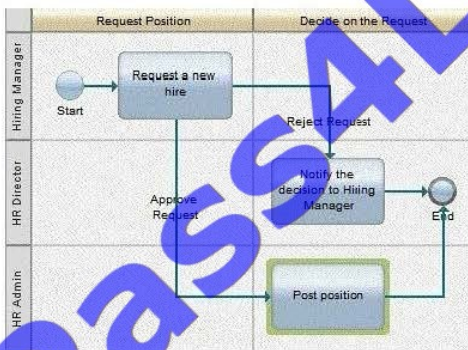 Request Position
Decide on the Request
Hiring Manager
Request a new
hire
Start
Reject Request
HR Director
Notify the
decision to Hiring
Manager
Approve
Request
End
HR Admin
Post position
pass4L